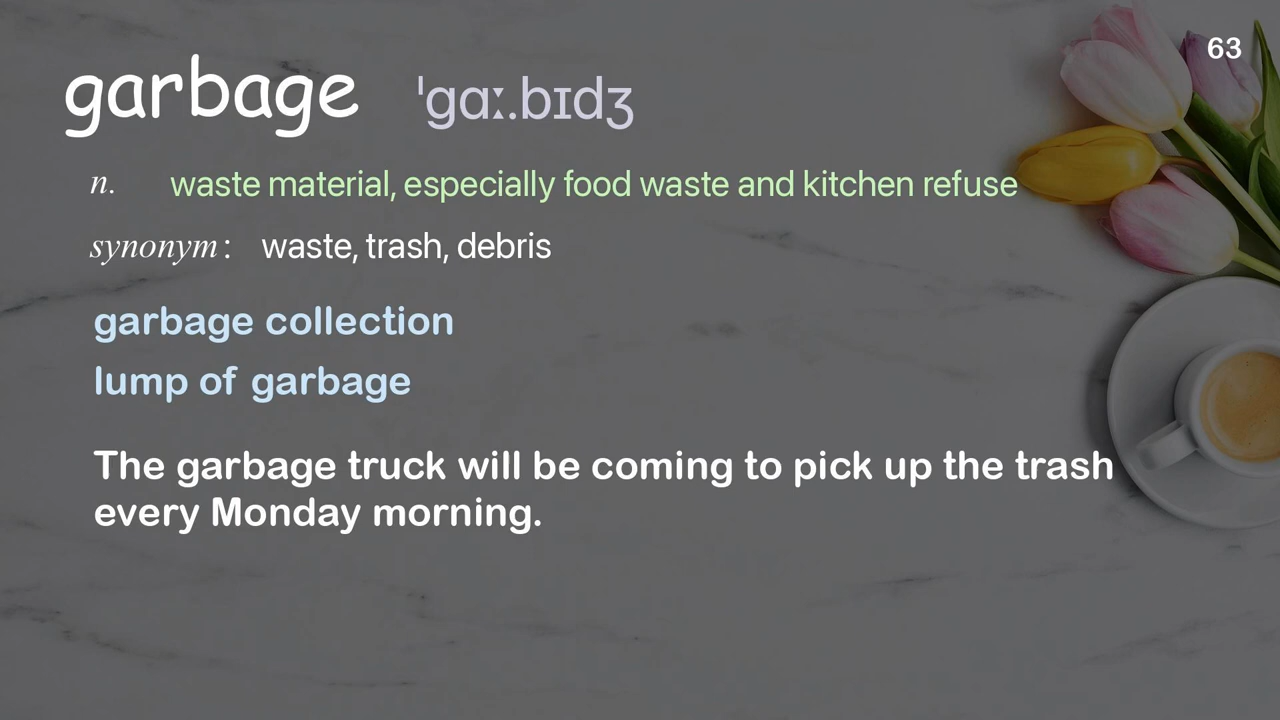 63
garbage ˈɡɑː.bɪdʒ
n. waste material, especially food waste and kitchen refuse
synonym: waste, trash, debris
garbage collection
lump of garbage
The garbage truck will be coming to pick up the trash
every Monday morning.